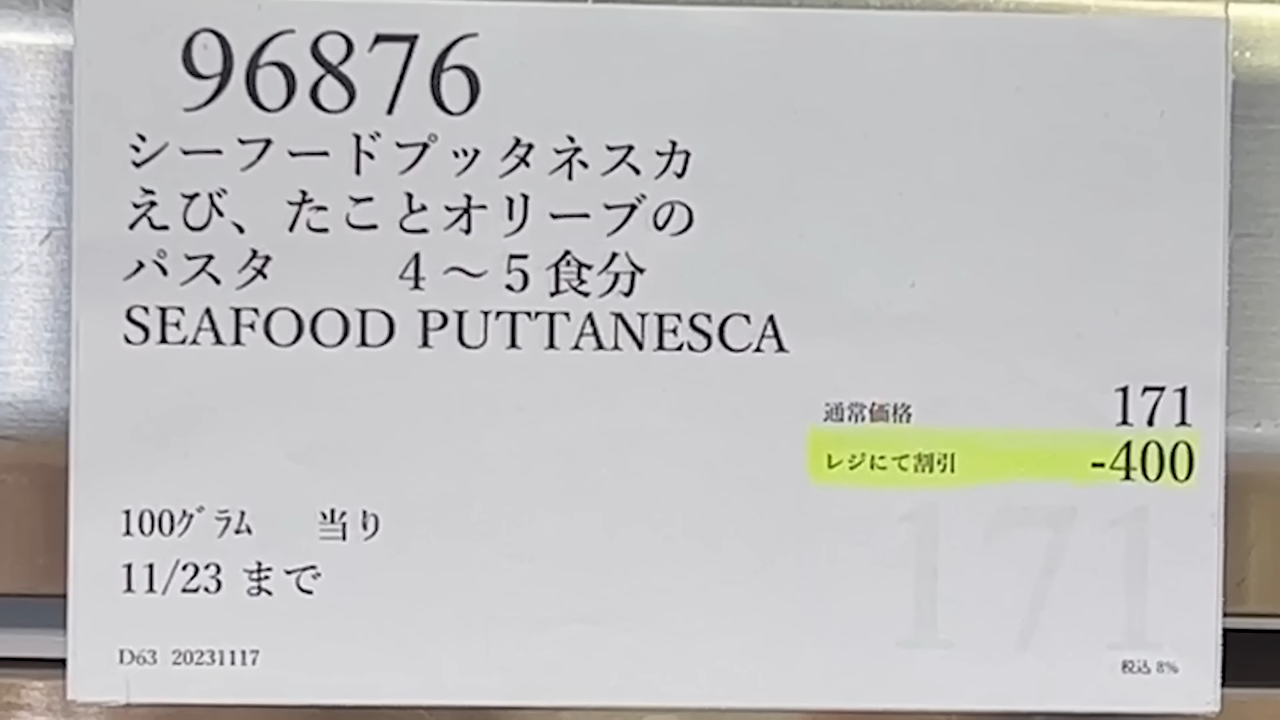 96876
シーフードプッタネスカ
えび、たことオリーブの
パスタ　　4～5食分
SEAFOOD PUTTANESCA
通常価格 171
レジにて割引 -400
171
100グラム　当り
11/23 まで
D63 20231117
税込 8%